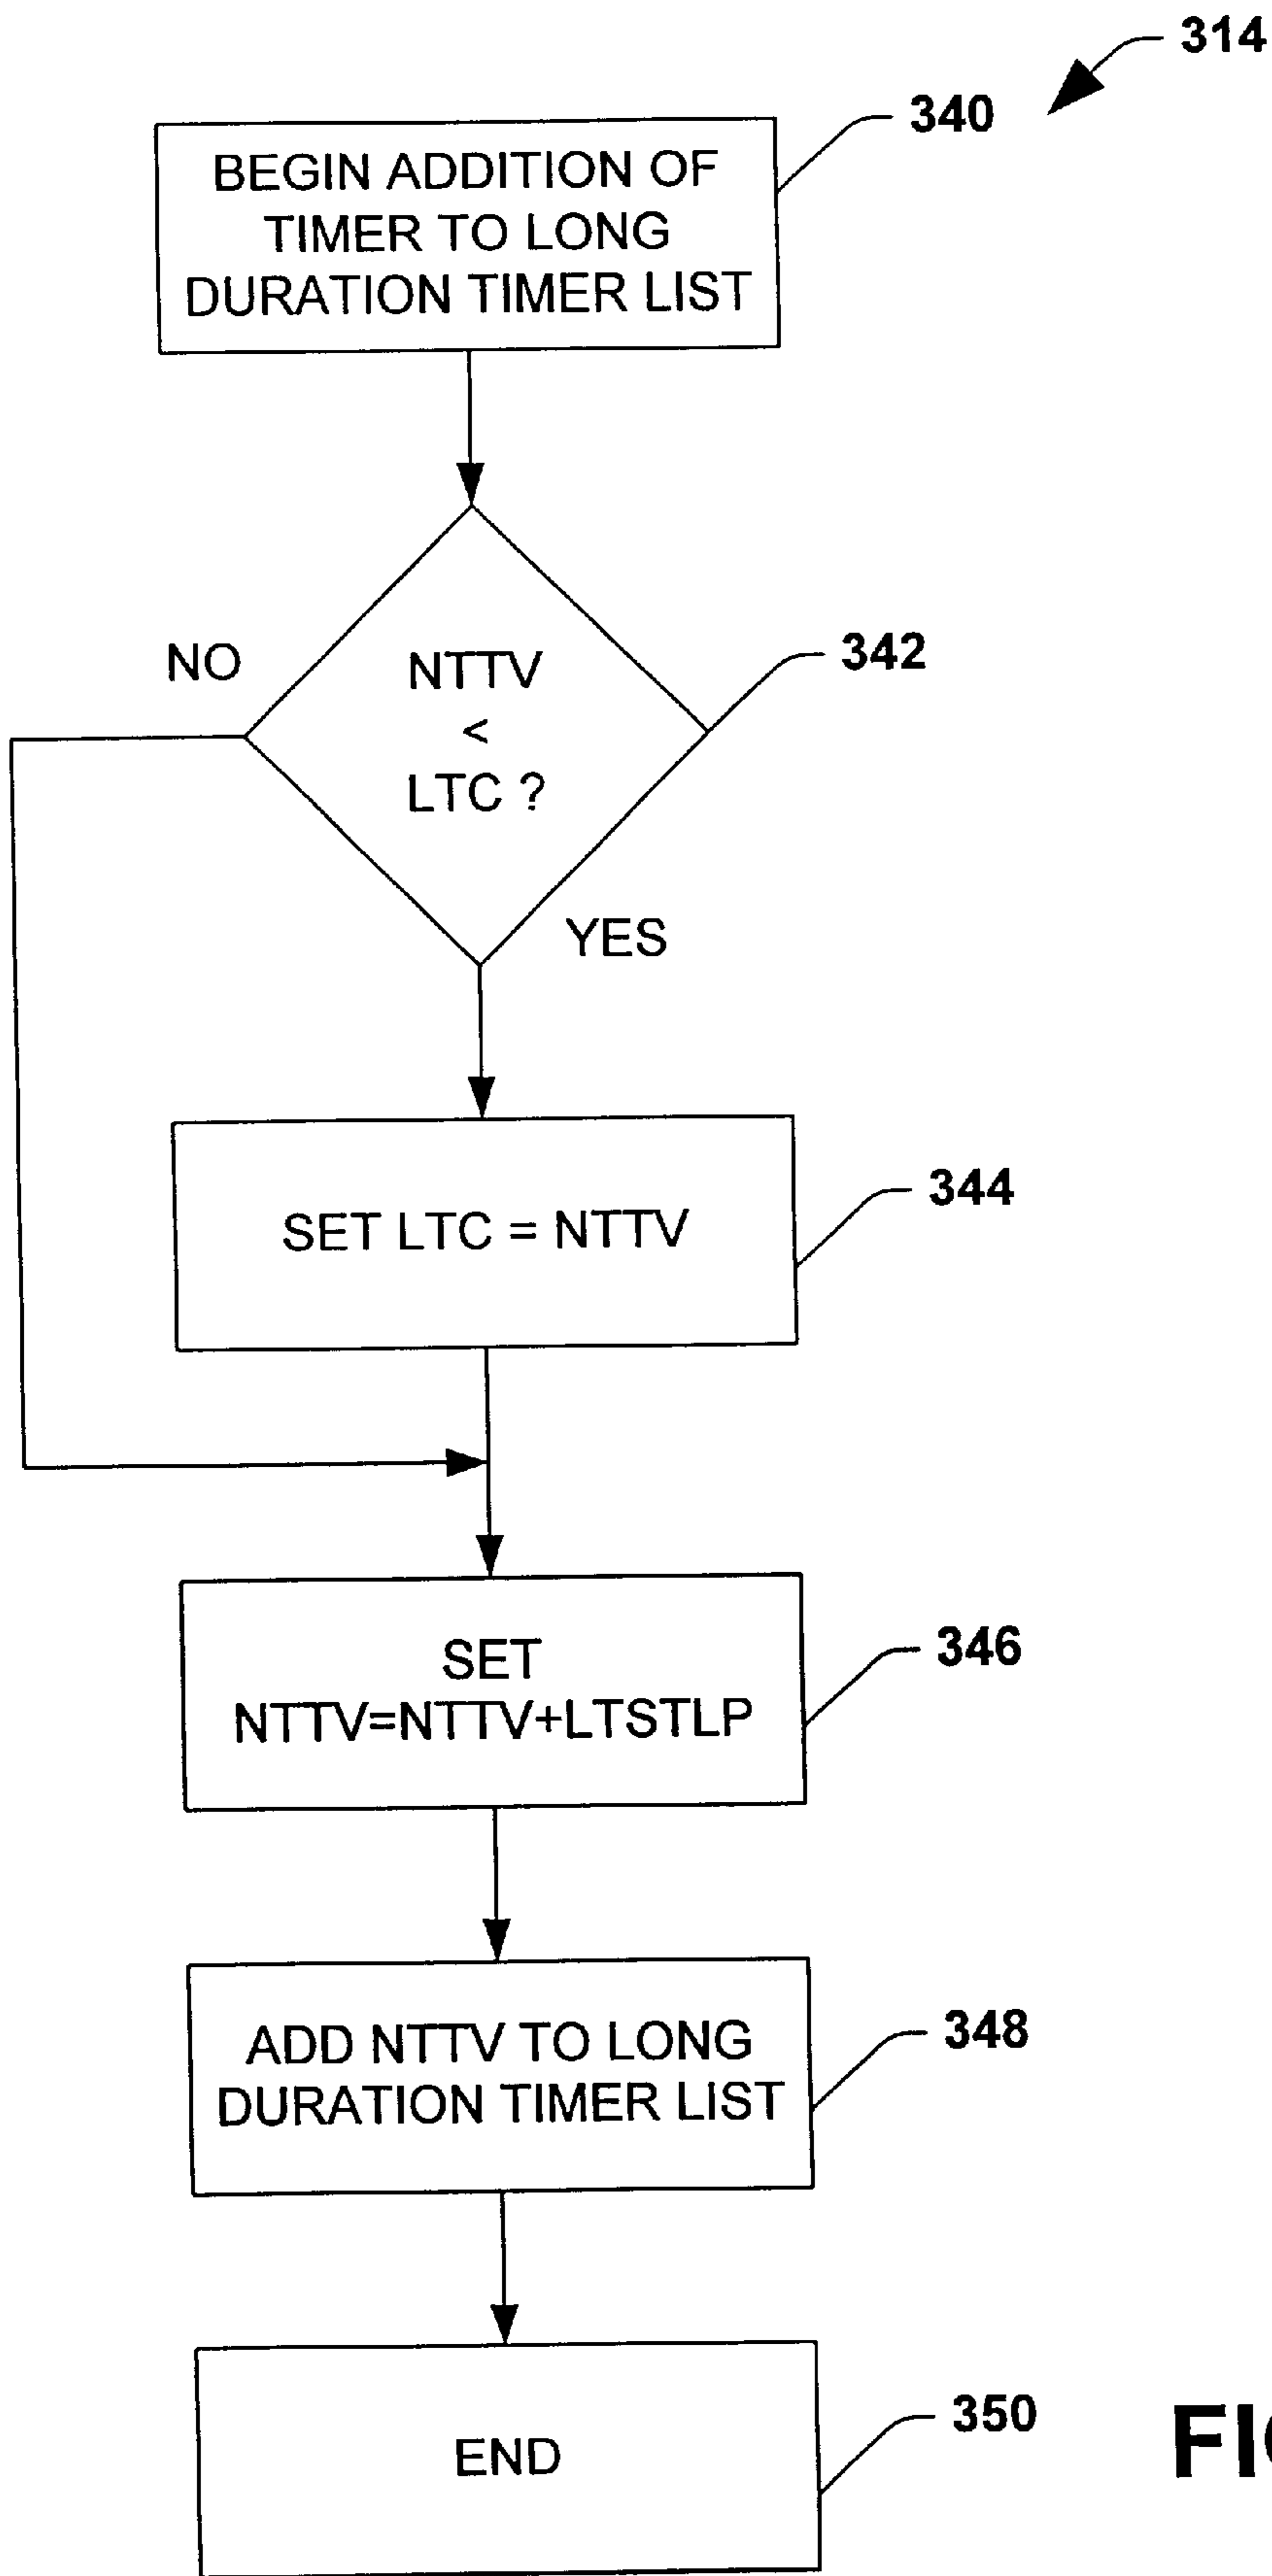 314
340
BEGIN ADDITION OF
TIMER TO LONG
DURATION TIMER LIST
NO
342
NTTV
<
LTC ?
YES
344
SET LTC = NTTV
346
SET
NTTV=NTTV+LTSTLP
348
ADD NTTV TO LONG
DURATION TIMER LIST
350
END